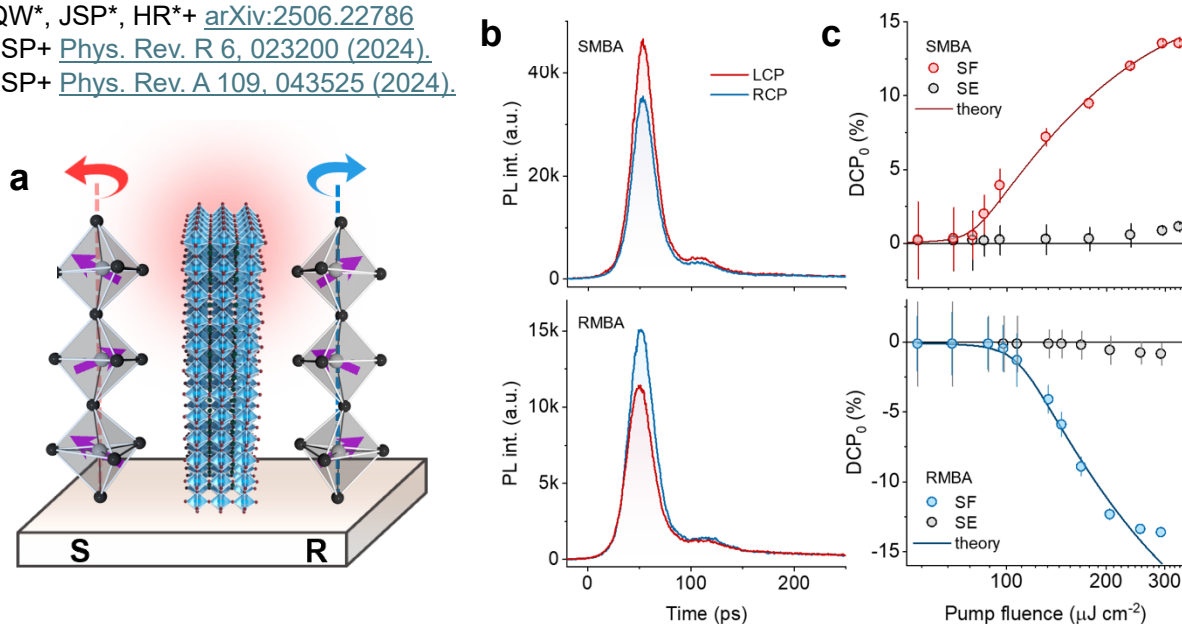 QW*, JSP*, HR*+ arXiv:2506.22786
SP+ Phys. Rev. R 6, 023200 (2024).
SP+ Phys. Rev. A 109, 043525 (2024).
a
S
R
b
SMBA
LCP
RCP
40k
20k
0
PL int. (a.u.)
RMBA
15k
10k
5k
0
PL int. (a.u.)
0
100
200
Time (ps)
c
SMBA
SF
SE
theory
15
10
5
0
DCP₀ (%)
0
-5
-10
-15
DCP₀ (%)
RMBA
SF
SE
theory
100
200
300
Pump fluence (μJ cm⁻²)